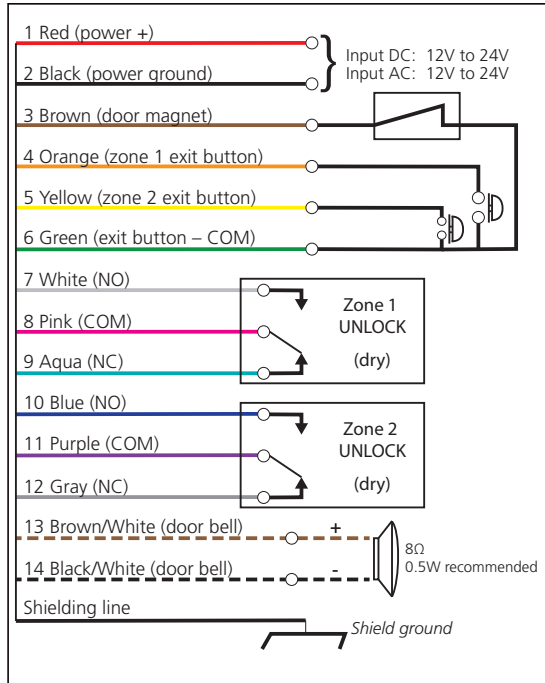 1 Red (power +)
2 Black (power ground)
Input DC: 12V to 24V
Input AC: 12V to 24V
3 Brown (door magnet)
4 Orange (zone 1 exit button)
5 Yellow (zone 2 exit button)
6 Green (exit button – COM)
7 White (NO)
8 Pink (COM)
9 Aqua (NC)
Zone 1
UNLOCK
(dry)
10 Blue (NO)
11 Purple (COM)
12 Gray (NC)
Zone 2
UNLOCK
(dry)
13 Brown/White (door bell)
+
14 Black/White (door bell)
-
8Ω
0.5W recommended
Shielding line
Shield ground